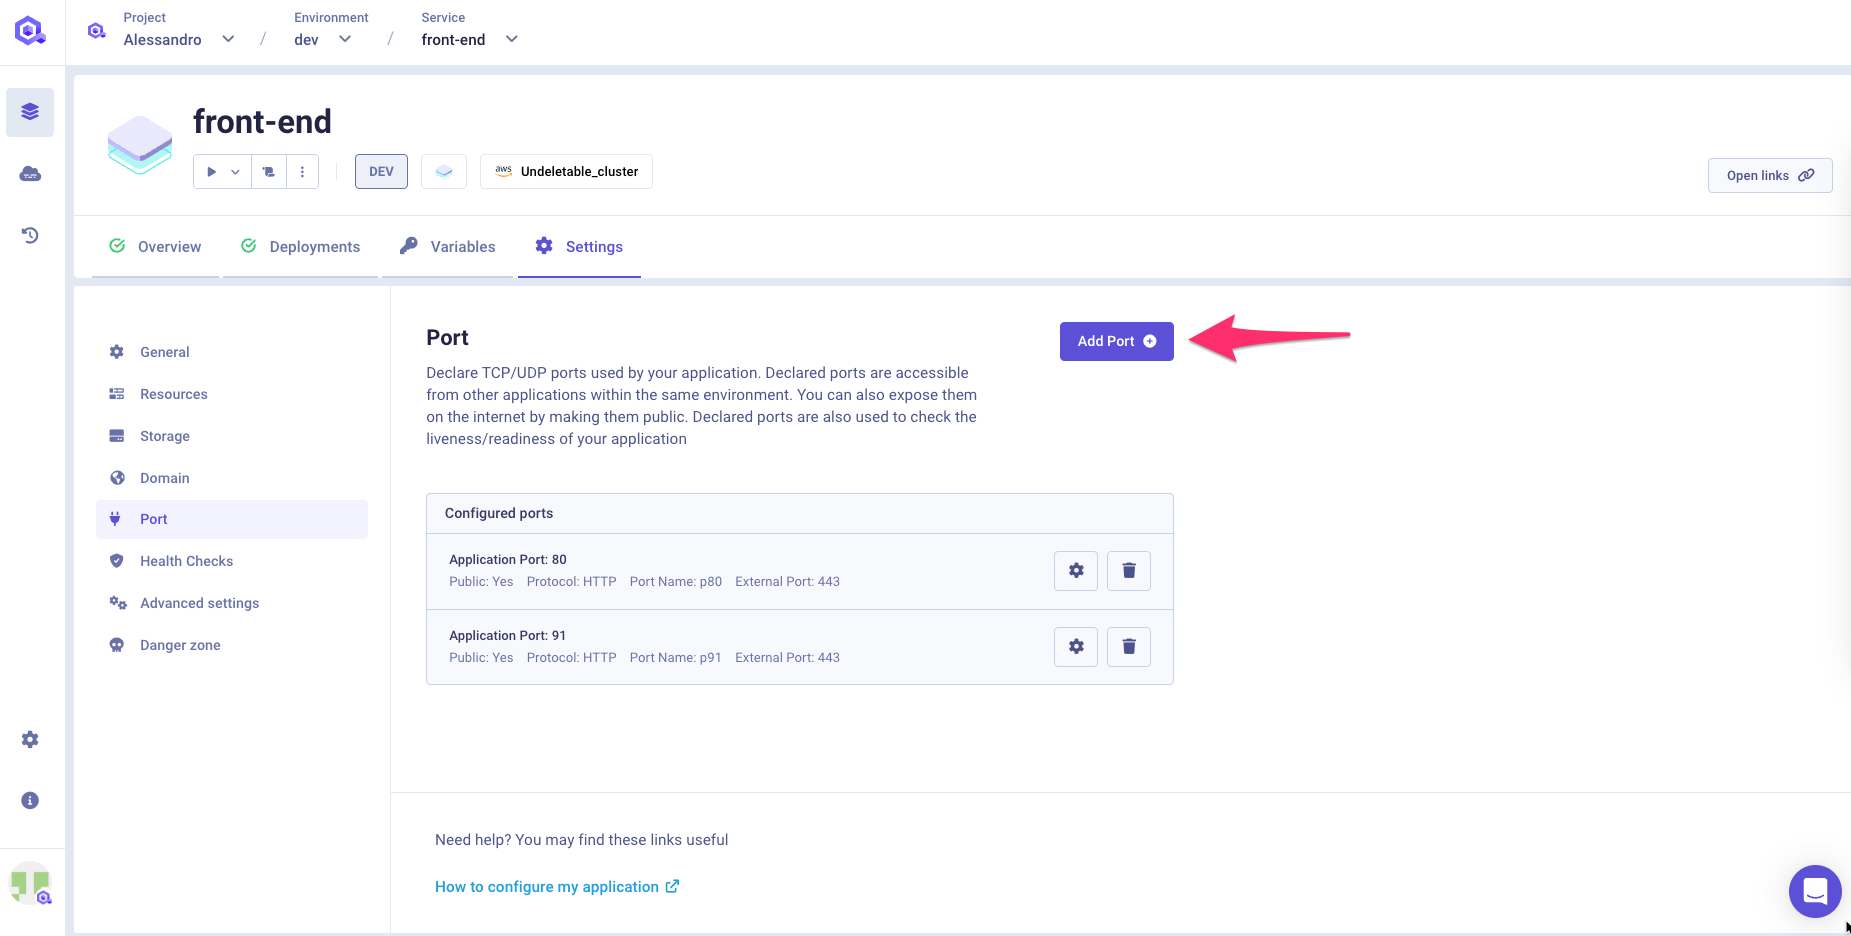 Project
Alessandro
/
Environment
dev
/
Service
front-end
front-end
DEV
aws
Undeletable_cluster
Open links
Overview
Deployments
Variables
Settings
General
Resources
Storage
Domain
Port
Health Checks
Advanced settings
Danger zone
Port
Add Port
Declare TCP/UDP ports used by your application. Declared ports are accessible
from other applications within the same environment. You can also expose them
on the internet by making them public. Declared ports are also used to check the
liveness/readiness of your application
Configured ports
Application Port: 80
Public: Yes Protocol: HTTP Port Name: p80 External Port: 443
Application Port: 91
Public: Yes Protocol: HTTP Port Name: p91 External Port: 443
Need help? You may find these links useful
How to configure my application